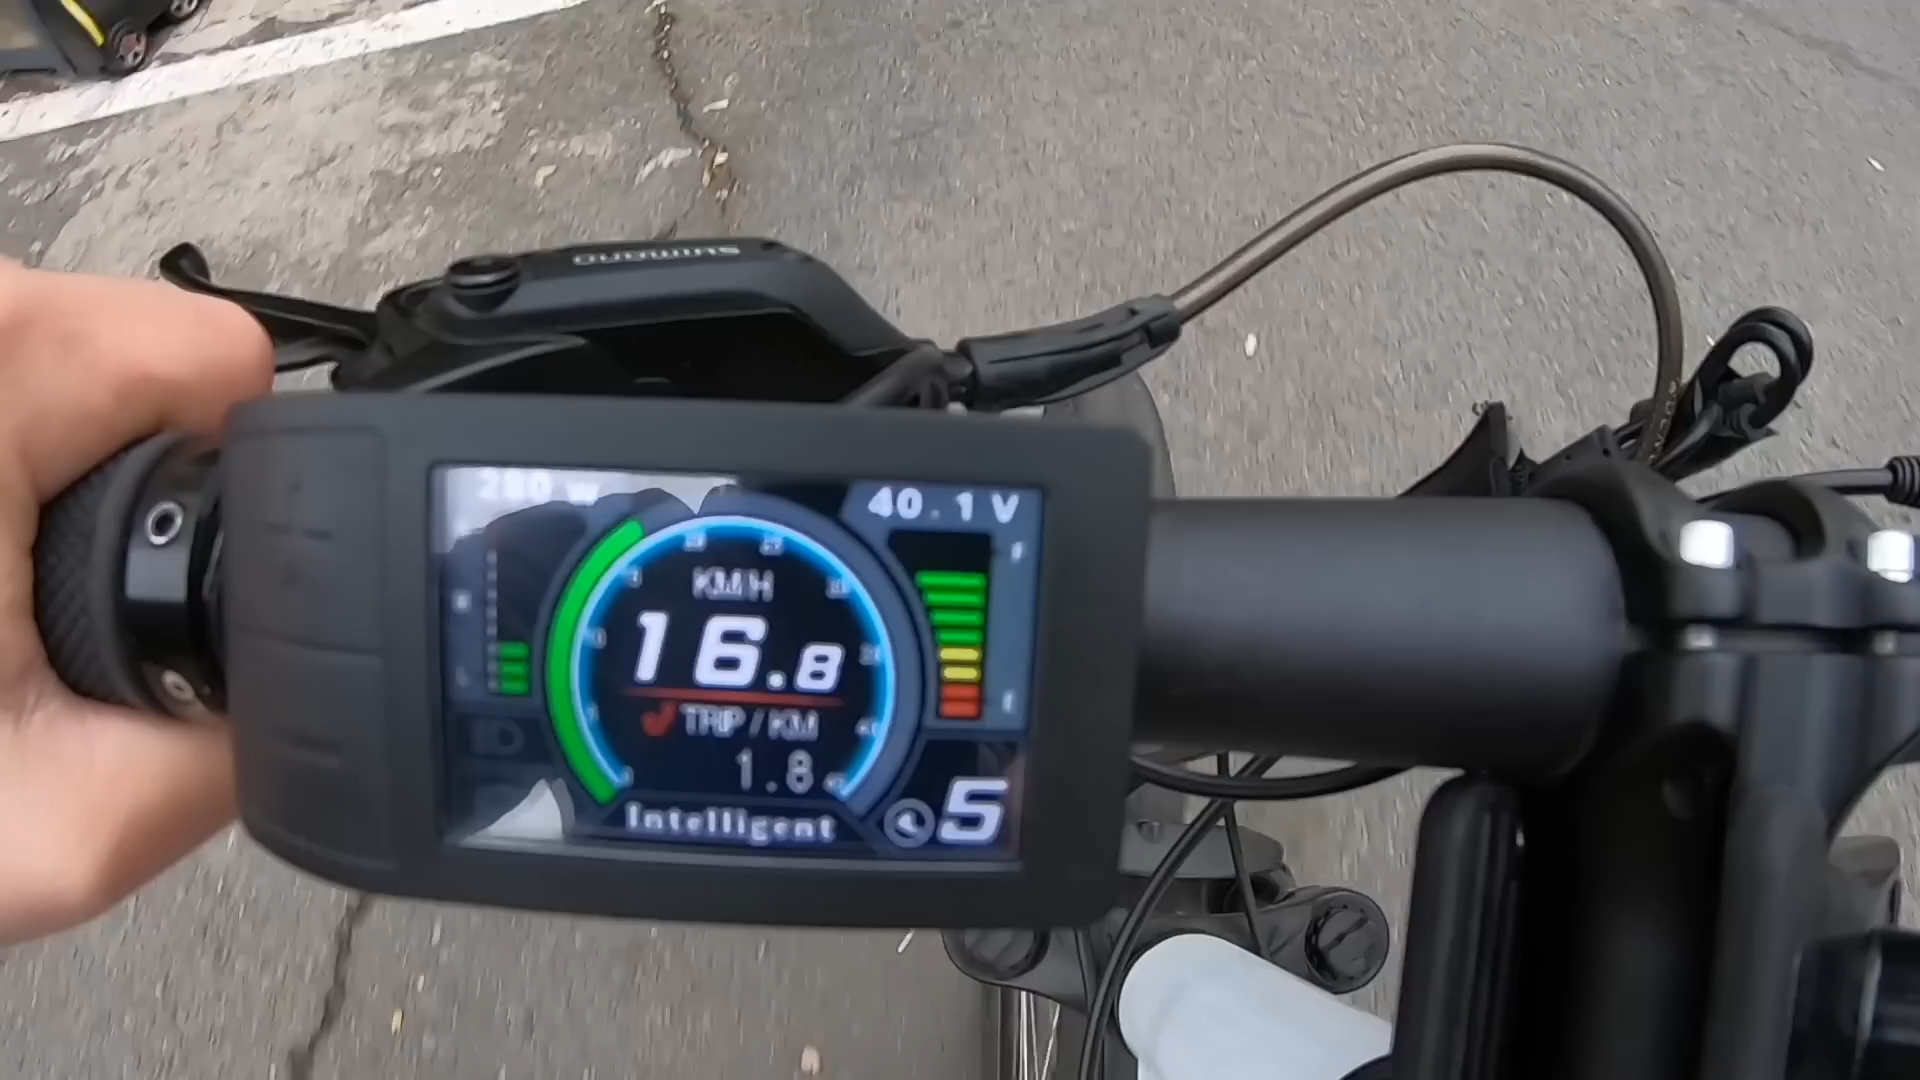 SHIMANO
280 W
40.1 V
KM/H
16.8
TRIP / KM
1.8
Intelligent
5